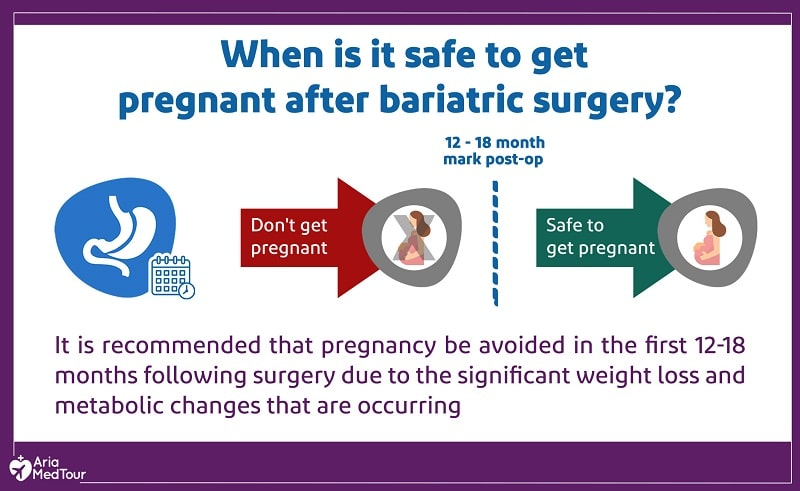 When is it safe to get
pregnant after bariatric surgery?
12 - 18 month
mark post-op
Don't get
pregnant
X
Safe to
get pregnant
It is recommended that pregnancy be avoided in the first 12-18
months following surgery due to the significant weight loss and
metabolic changes that are occurring
Aria
MedTour